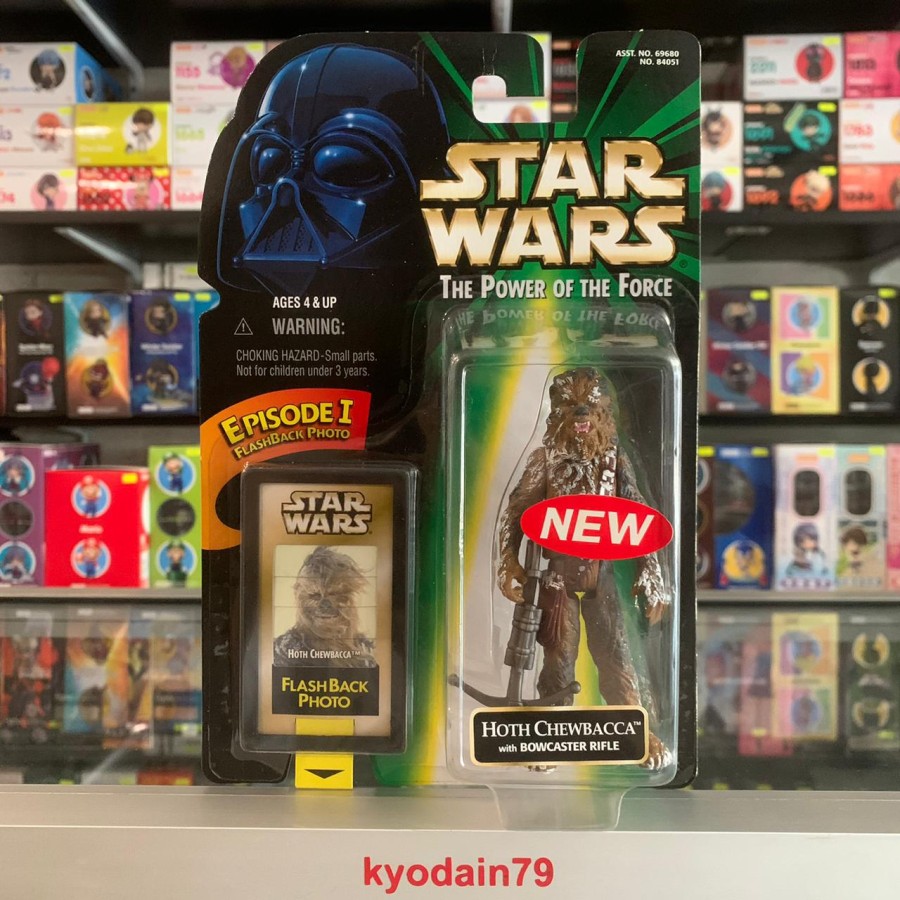 ASST. NO. 69680
NO. 84051
STAR
WARS
THE POWER OF THE FORCE
AGES 4 & UP
WARNING:
CHOKING HAZARD-Small parts.
Not for children under 3 years.
EPISODE I
FLASHBACK PHOTO
STAR
WARS
HOTH CHEWBACCA™
FLASHBACK
PHOTO
NEW
HOTH CHEWBACCA™
with BOWCASTER RIFLE
kyodain79